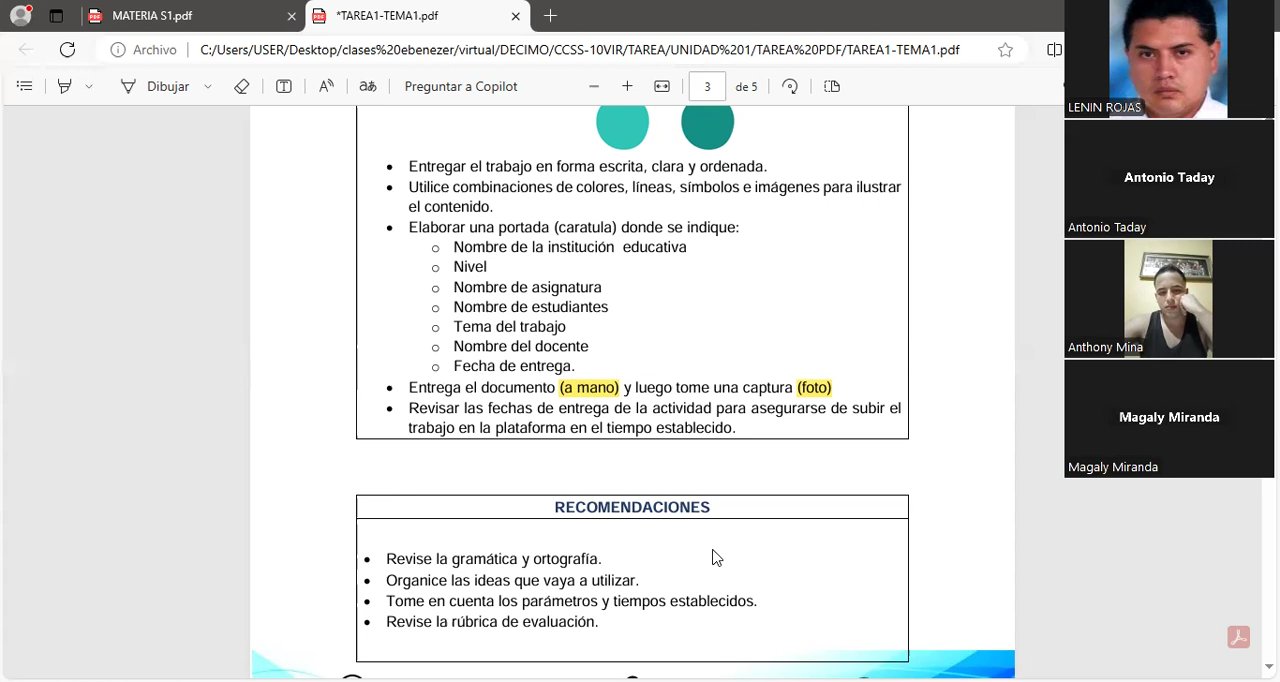 MATERIA S1.pdf
*TAREA1-TEMA1.pdf
Archivo
C:/Users/USER/Desktop/clases%20ebenezer/virtual/DECIMO/CCSS-10VIR/TAREA/UNIDAD%201/TAREA%20PDF/TAREA1-TEMA1.pdf
Dibujar
Preguntar a Copilot
3 de 5
Entregar el trabajo en forma escrita, clara y ordenada.
Utilice combinaciones de colores, líneas, símbolos e imágenes para ilustrar
el contenido.
Elaborar una portada (caratula) donde se indique:
Nombre de la institución educativa
Nivel
Nombre de asignatura
Nombre de estudiantes
Tema del trabajo
Nombre del docente
Fecha de entrega.
Entrega el documento (a mano) y luego tome una captura (foto)
Revisar las fechas de entrega de la actividad para asegurarse de subir el
trabajo en la plataforma en el tiempo establecido.
RECOMENDACIONES
Revise la gramática y ortografía.
Organice las ideas que vaya a utilizar.
Tome en cuenta los parámetros y tiempos establecidos.
Revise la rúbrica de evaluación.
LENIN ROJAS
Antonio Taday
Antonio Taday
Anthony Mina
Magaly Miranda
Magaly Miranda